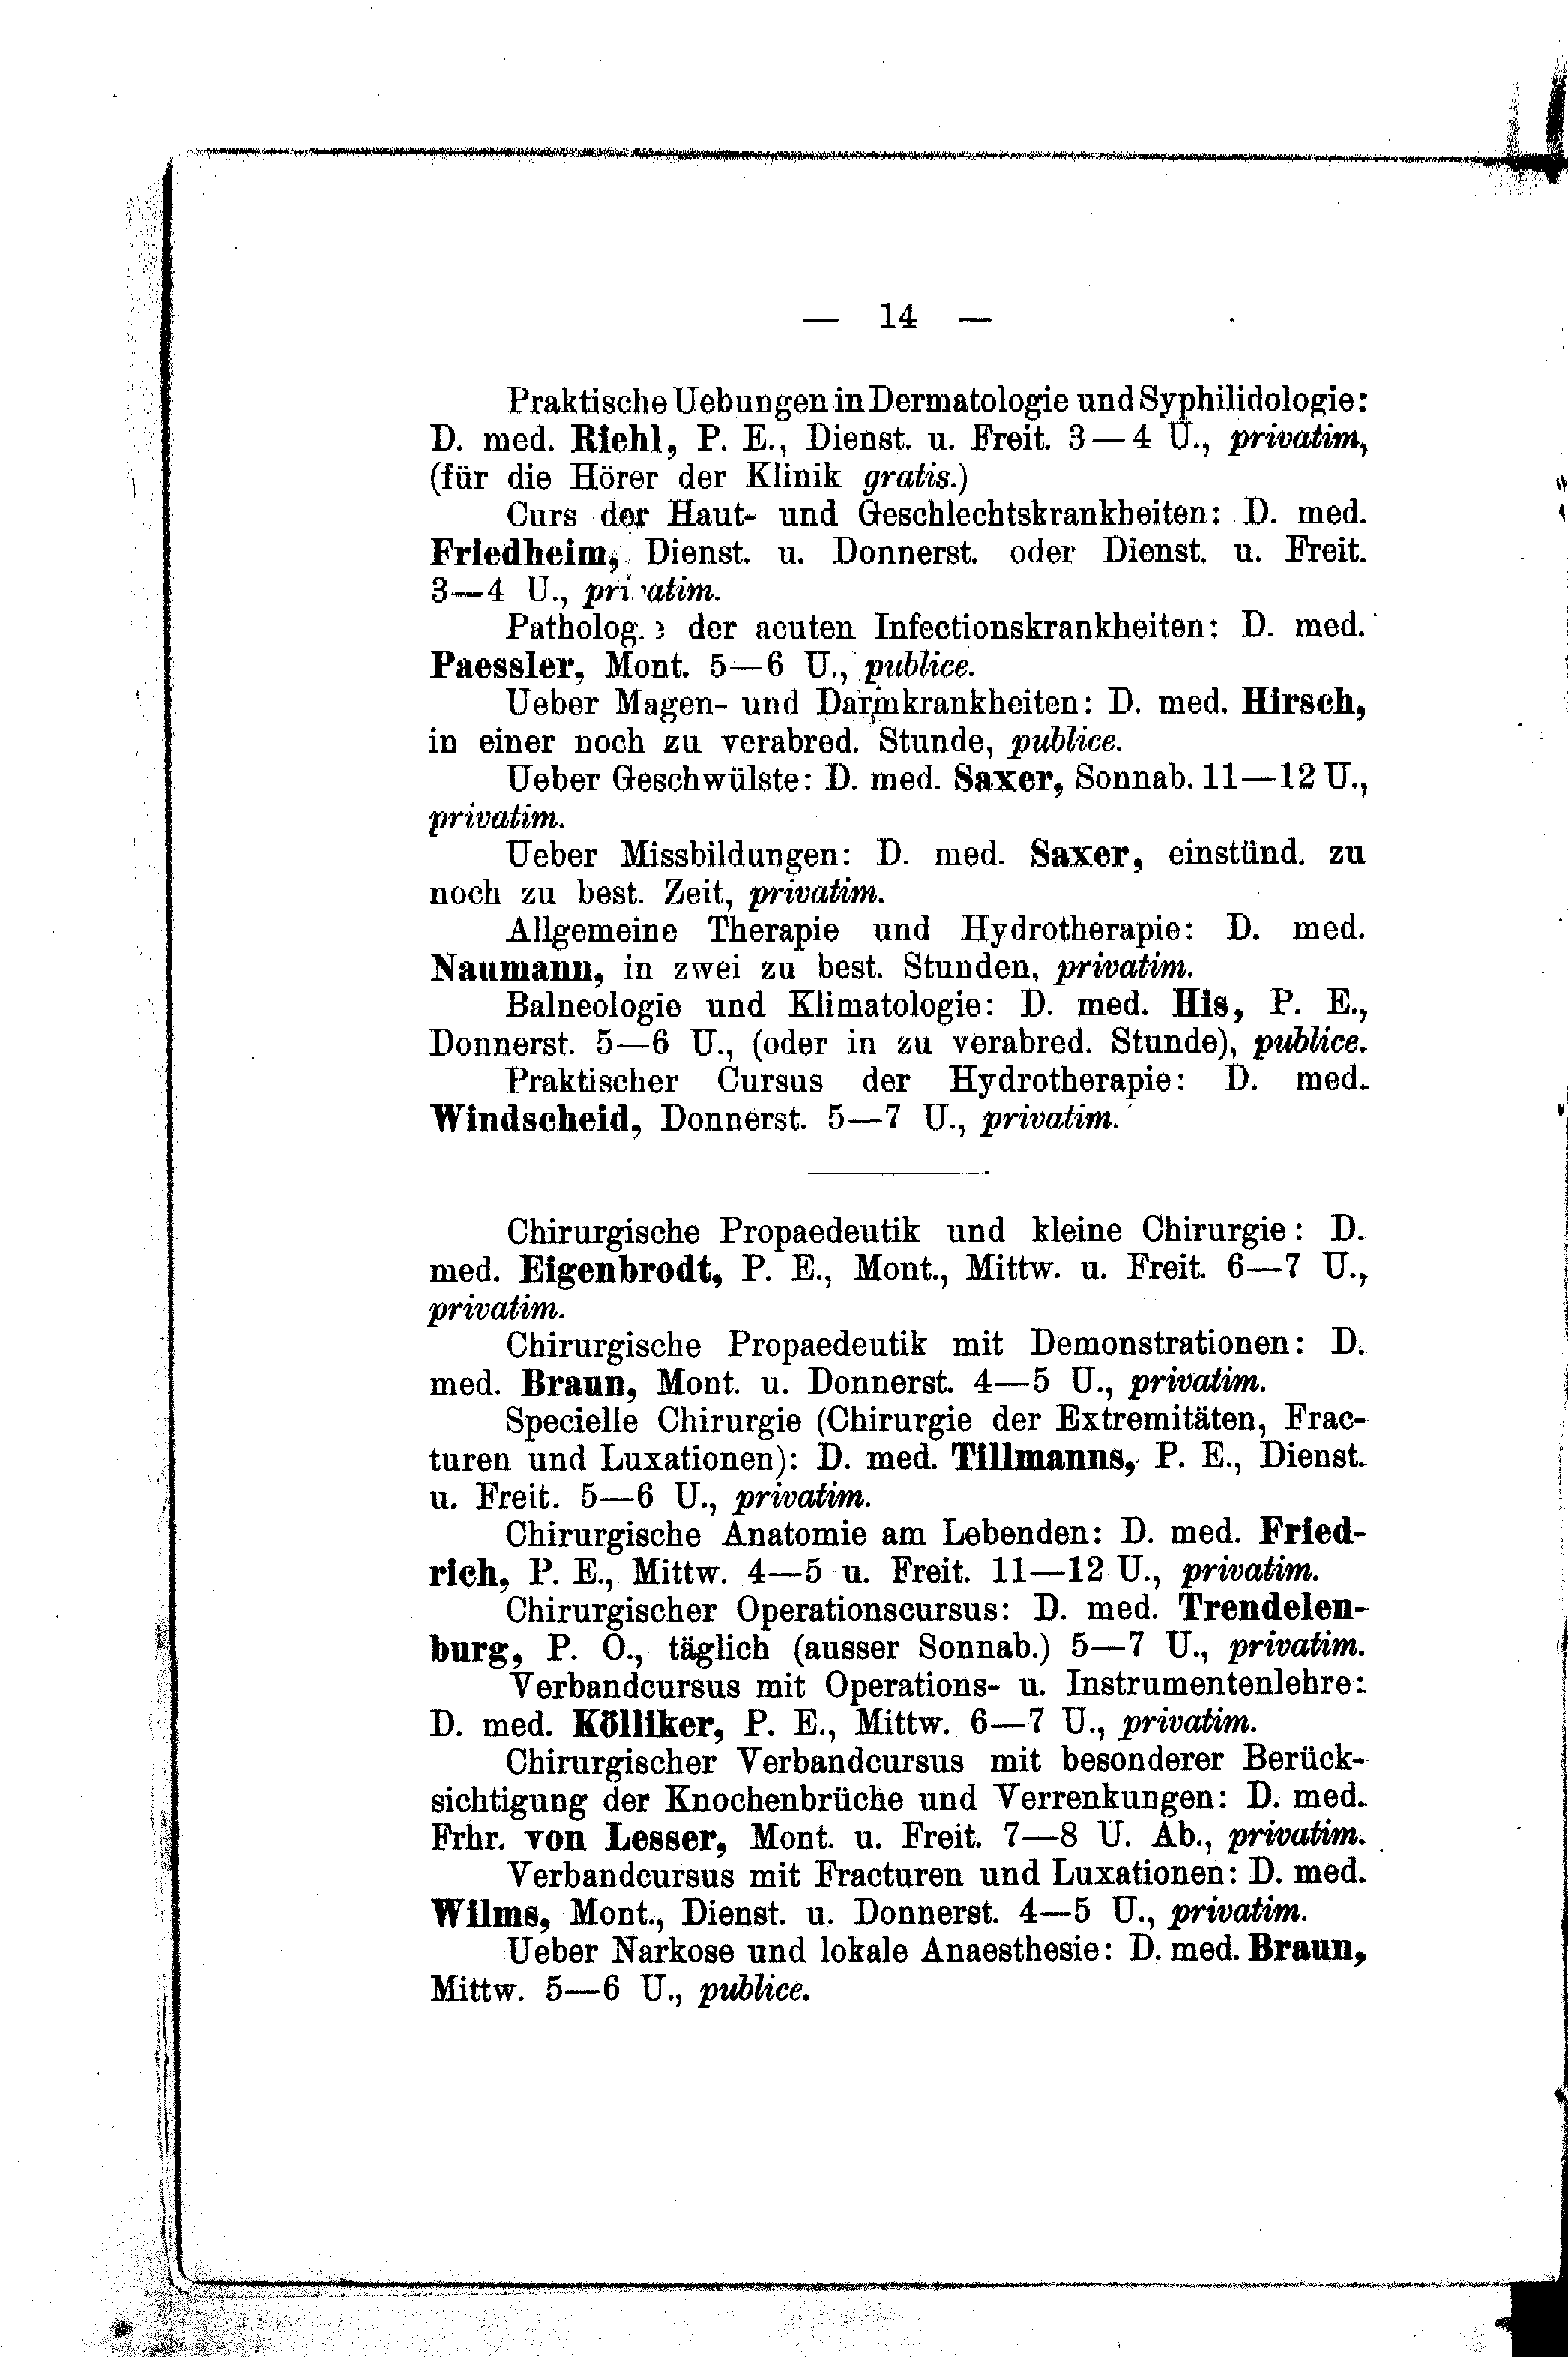 — 14 —
Praktische Uebungen in Dermatologie und Syphilidologie:
D. med. Riehl, P. E., Dienst. u. Freit. 3—4 U., privatim,
(für die Hörer der Klinik gratis.)
Curs der Haut- und Geschlechtskrankheiten: D. med.
Friedheim, Dienst. u. Donnerst. oder Dienst. u. Freit.
3—4 U., privatim.
Pathologie der acuten Infectionskrankheiten: D. med.
Paessler, Mont. 5—6 U., publice.
Ueber Magen- und Darmkrankheiten: D. med. Hirsch,
in einer noch zu verabred. Stunde, publice.
Ueber Geschwülste: D. med. Saxer, Sonnab. 11—12 U.,
privatim.
Ueber Missbildungen: D. med. Saxer, einstünd. zu
noch zu best. Zeit, privatim.
Allgemeine Therapie und Hydrotherapie: D. med.
Naumann, in zwei zu best. Stunden, privatim.
Balneologie und Klimatologie: D. med. His, P. E.,
Donnerst. 5—6 U., (oder in zu verabred. Stunde), publice.
Praktischer Cursus der Hydrotherapie: D. med.
Windscheid, Donnerst. 5—7 U., privatim.
Chirurgische Propaedeutik und kleine Chirurgie: D.
med. Eigenbrodt, P. E., Mont., Mittw. u. Freit. 6—7 U.,
privatim.
Chirurgische Propaedeutik mit Demonstrationen: D.
med. Braun, Mont. u. Donnerst. 4—5 U., privatim.
Specielle Chirurgie (Chirurgie der Extremitäten, Frac-
turen und Luxationen): D. med. Tillmanns, P. E., Dienst.
u. Freit. 5—6 U., privatim.
Chirurgische Anatomie am Lebenden: D. med. Fried-
rich, P. E., Mittw. 4—5 u. Freit. 11—12 U., privatim.
Chirurgischer Operationscursus: D. med. Trendelen-
burg, P. O., täglich (ausser Sonnab.) 5—7 U., privatim.
Verbandcursus mit Operations- u. Instrumentenlehre:
D. med. Kölliker, P. E., Mittw. 6—7 U., privatim.
Chirurgischer Verbandcursus mit besonderer Berück-
sichtigung der Knochenbrüche und Verrenkungen: D. med.
Frhr. von Lesser, Mont. u. Freit. 7—8 U. Ab., privatim.
Verbandcursus mit Fracturen und Luxationen: D. med.
Wilms, Mont., Dienst. u. Donnerst. 4—5 U., privatim.
Ueber Narkose und lokale Anaesthesie: D. med. Braun,
Mittw. 5—6 U., publice.